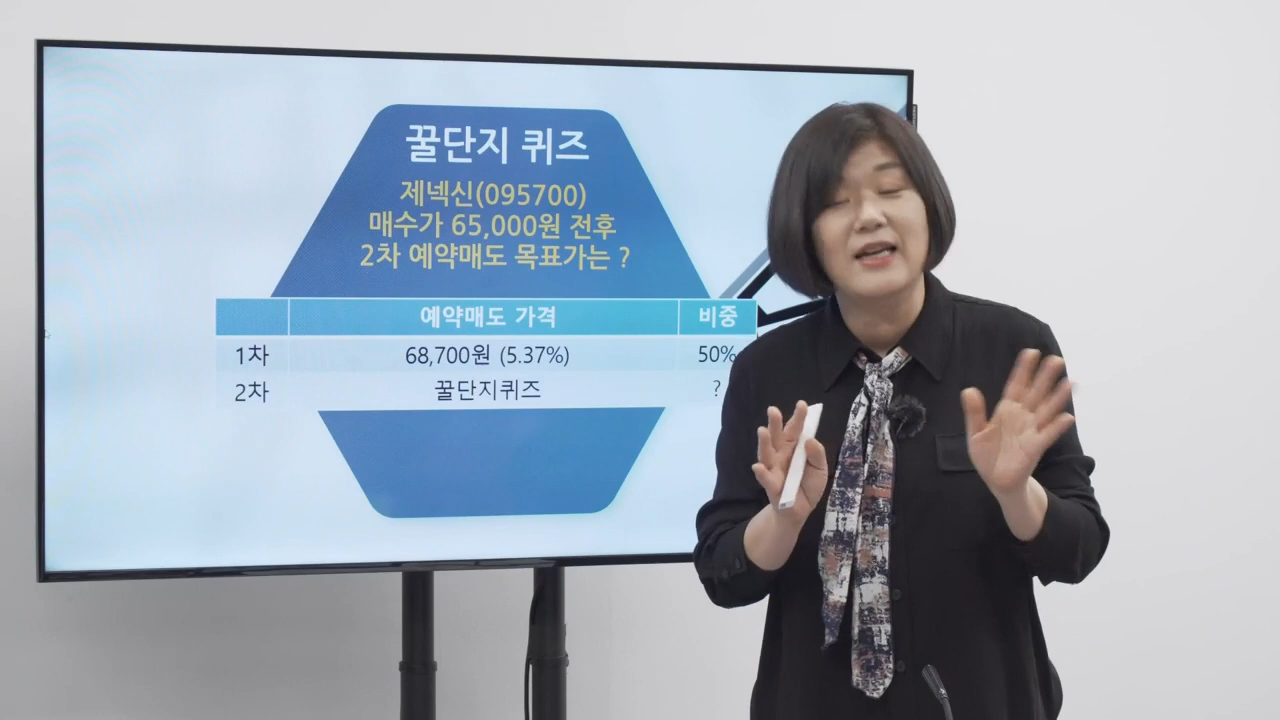 꿀단지 퀴즈
제넥신(095700)
매수가 65,000원 전후
2차 예약매도 목표가는 ?
예약매도 가격 비중
1차 68,700원 (5.37%) 50%
2차 꿀단지퀴즈 ?